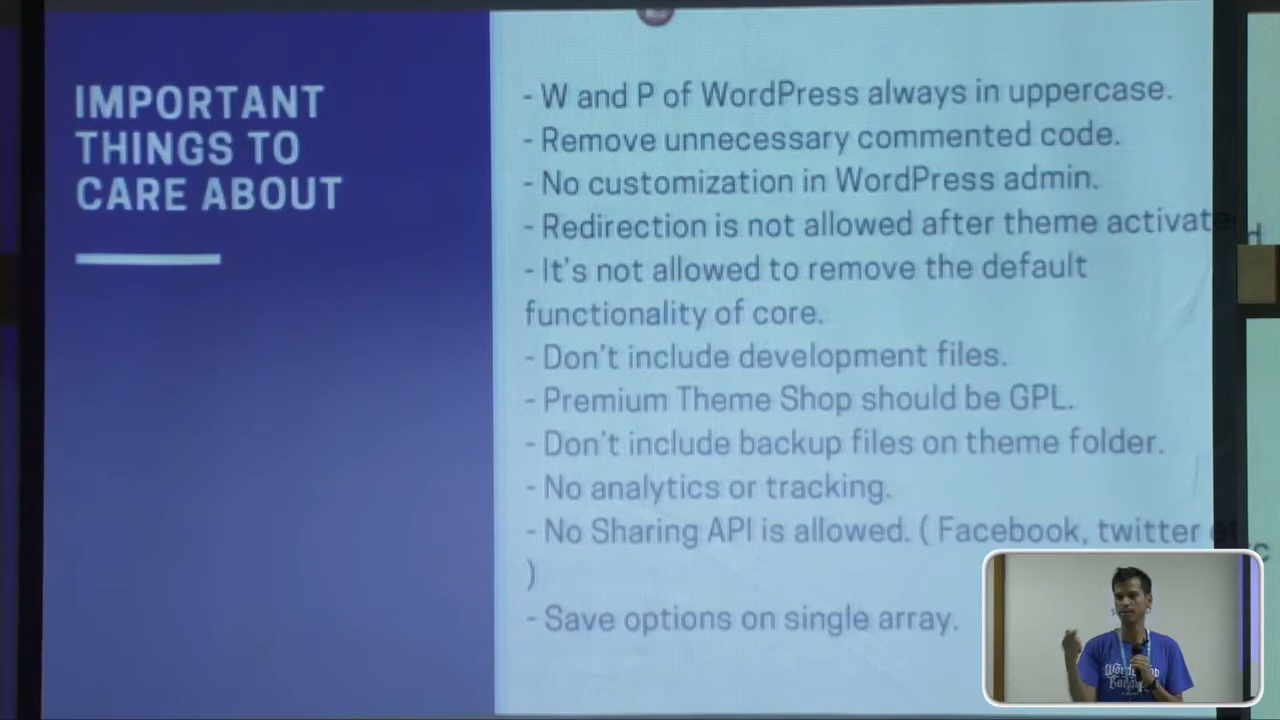 IMPORTANT
THINGS TO
CARE ABOUT
- W and P of WordPress always in uppercase.
- Remove unnecessary commented code.
- No customization in WordPress admin.
- Redirection is not allowed after theme activated
- It's not allowed to remove the default
functionality of core.
- Don't include development files.
- Premium Theme Shop should be GPL.
- Don't include backup files on theme folder.
- No analytics or tracking.
- No Sharing API is allowed. ( Facebook, twitter etc
)
- Save options on single array.